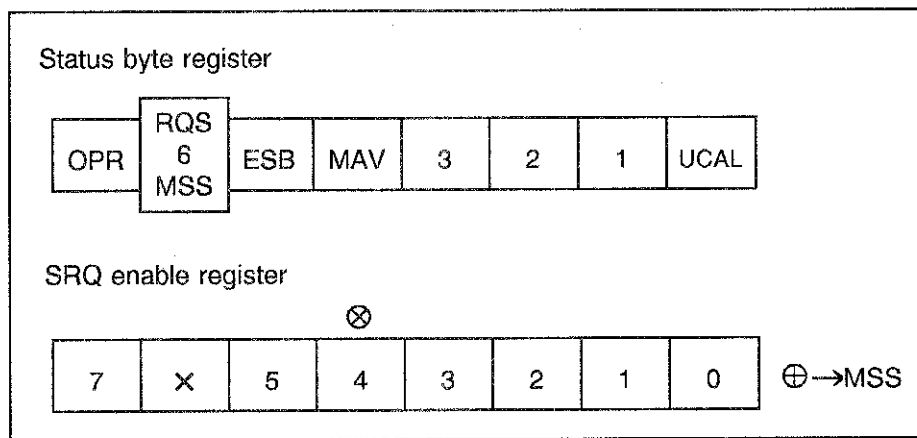 Status byte register
RQS
OPR 6 ESB MAV 3 2 1 UCAL
MSS
SRQ enable register
⊗
7 × 5 4 3 2 1 0 ⊕→MSS